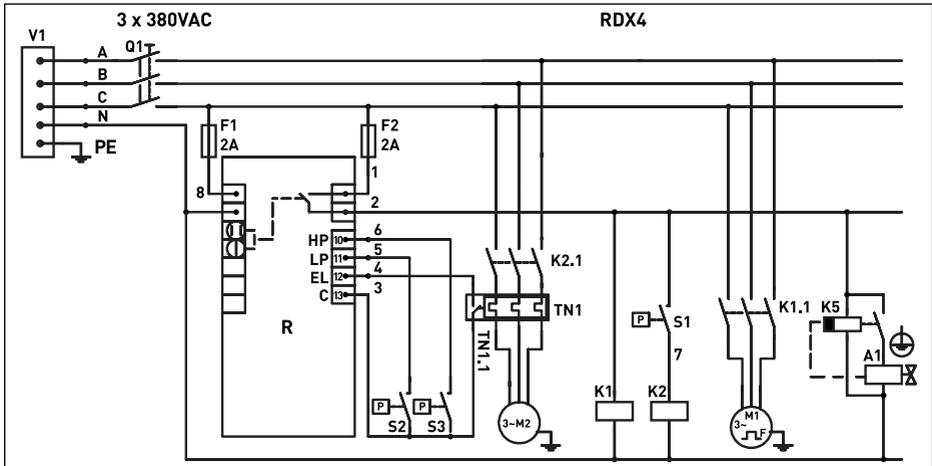 3 x 380VAC
RDX4
V1
Q1
A
B
C
N
PE
F1
2A
F2
2A
1
8
2
HP 10 6
LP 11 5
EL 12 4
C 13 3
R
K2.1
TN1
TN1.1
P
S1
7
K1.1
K5
A1
P
S2
P
S3
3~M2
K1
K2
M1
3~
F